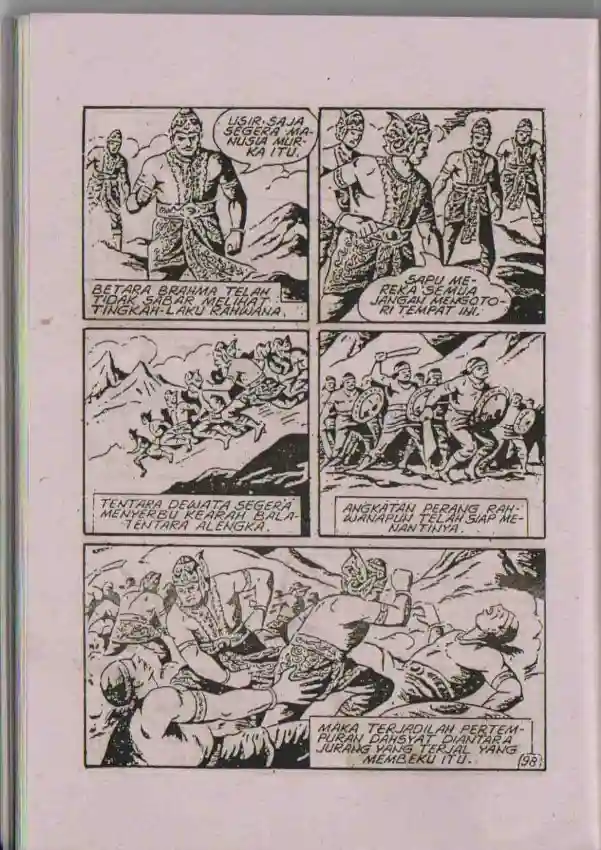 USIR SAJA
SEGERA MA-
NUSIA MUR-
KA ITU.
BETARA BRAHMA TELAH
TIDAK SABAR MELIHAT
TINGKAH-LAKU RAHWANA.
SAPU ME-
REKA SEMUA
JANGAN MENGOTO-
RI TEMPAT INI.
TENTARA DEWATA SEGERA
MENYERBU KEARAH BALA-
TENTARA ALENGKA.
ANGKATAN PERANG RAH-
WANAPUN TELAH SIAP ME-
NANTINYA.
MAKA TERJADILAH PERTEM-
PURAN DAHSYAT DIANTARA
JURANG YANG TERJAL YANG
MEMBEKU ITU.
98